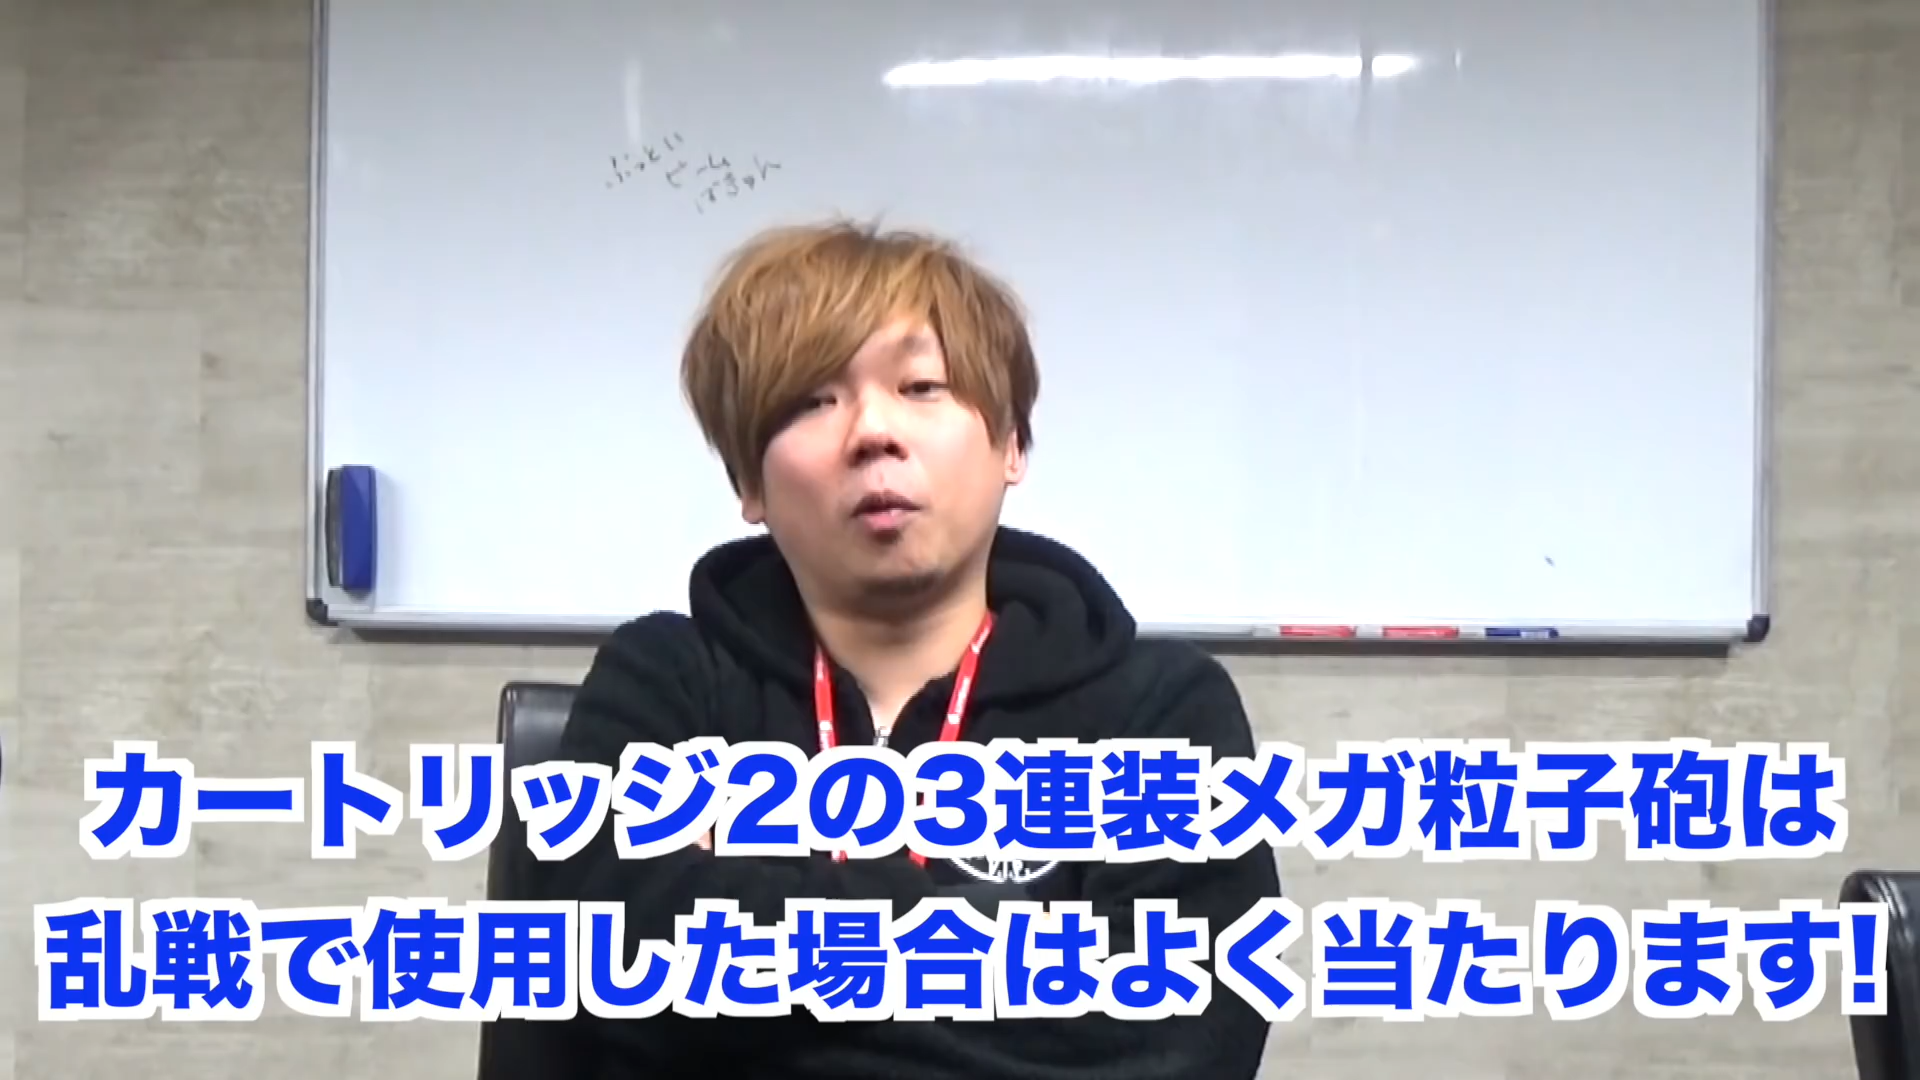 ぶっとい
ビーム
ばきゅん
カートリッジ2の3連装メガ粒子砲は
乱戦で使用した場合はよく当たります!